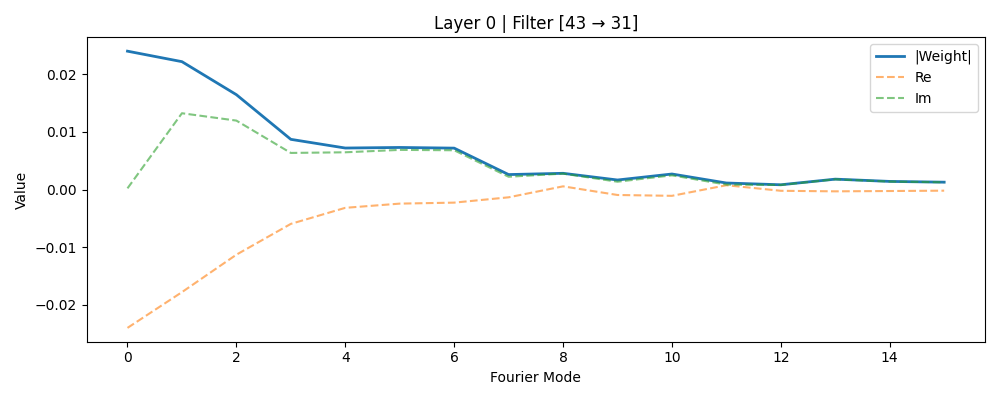 Layer 0 | Filter [43 → 31]
|Weight|
Re
Im
Value
0.02
0.01
0.00
−0.01
−0.02
0 2 4 6 8 10 12 14
Fourier Mode